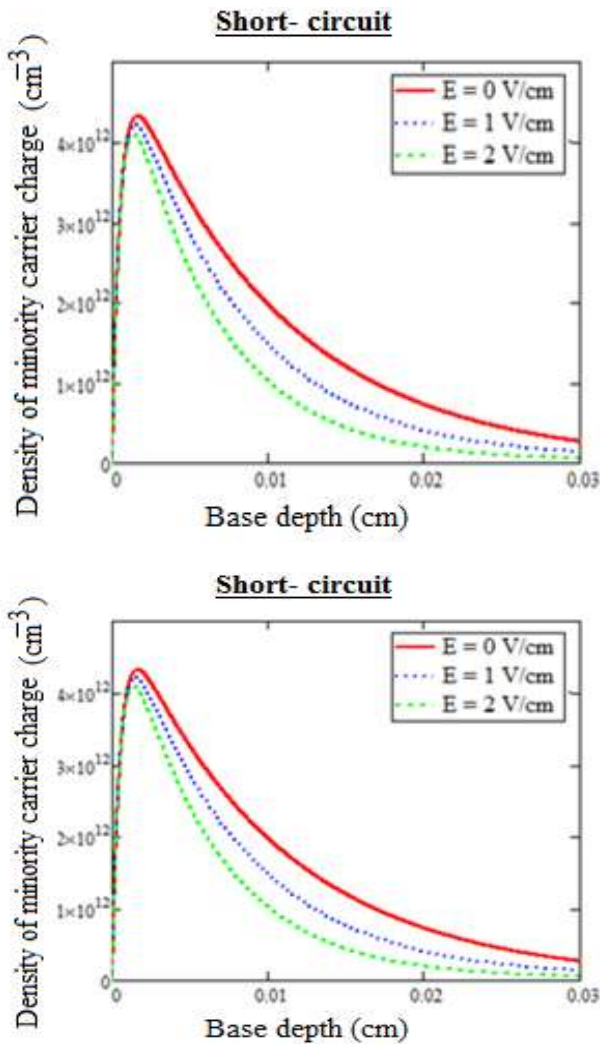 Short- circuit
Density of minority carrier charge (cm⁻³)
E = 0 V/cm
E = 1 V/cm
E = 2 V/cm
4×10¹²
3×10¹²
2×10¹²
1×10¹²
0
0 0.01 0.02 0.03
Base depth (cm)
Short- circuit
Density of minority carrier charge (cm⁻³)
E = 0 V/cm
E = 1 V/cm
E = 2 V/cm
4×10¹²
3×10¹²
2×10¹²
1×10¹²
0
0 0.01 0.02 0.03
Base depth (cm)